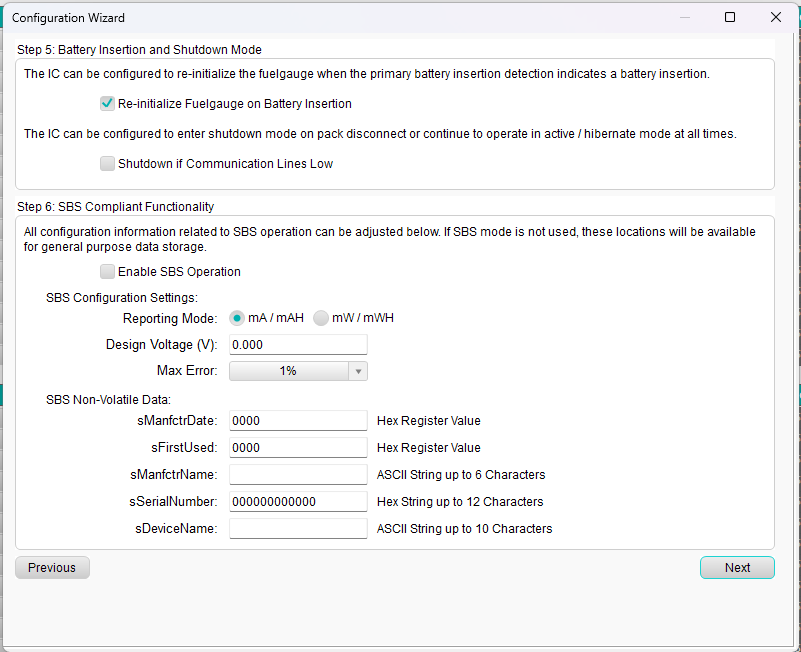 Configuration Wizard
Step 5: Battery Insertion and Shutdown Mode
The IC can be configured to re-initialize the fuelgauge when the primary battery insertion detection indicates a battery insertion.
Re-initialize Fuelgauge on Battery Insertion
The IC can be configured to enter shutdown mode on pack disconnect or continue to operate in active / hibernate mode at all times.
Shutdown if Communication Lines Low
Step 6: SBS Compliant Functionality
All configuration information related to SBS operation can be adjusted below. If SBS mode is not used, these locations will be available
for general purpose data storage.
Enable SBS Operation
SBS Configuration Settings:
Reporting Mode: mA / mAH mW / mWH
Design Voltage (V): 0.000
Max Error: 1%
SBS Non-Volatile Data:
sManfctrDate: 0000 Hex Register Value
sFirstUsed: 0000 Hex Register Value
sManfctrName: ASCII String up to 6 Characters
sSerialNumber: 000000000000 Hex String up to 12 Characters
sDeviceName: ASCII String up to 10 Characters
Previous Next